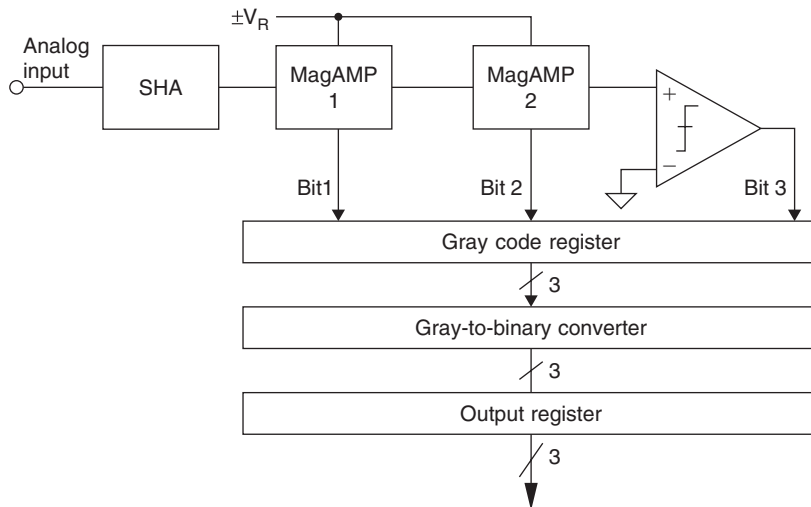 ±VR
Analog
input
SHA
MagAMP
1
MagAMP
2
+
−
Bit1
Bit 2
Bit 3
Gray code register
3
Gray-to-binary converter
3
Output register
3